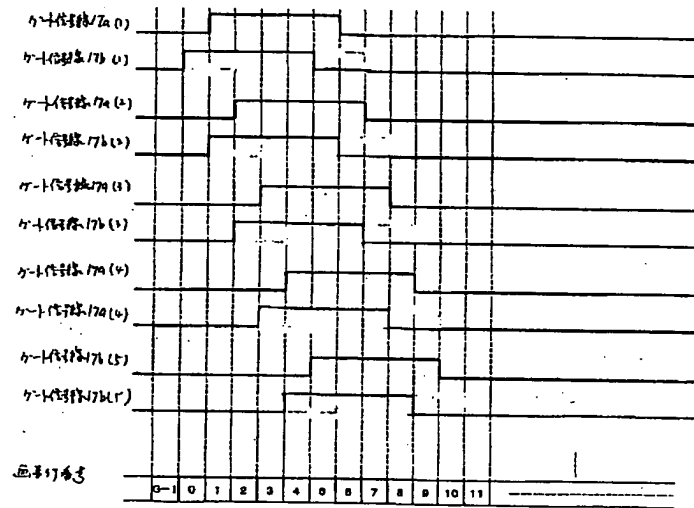 ゲート信号線17a(1)
ゲート信号線17b(1)
ゲート信号線17a(2)
ゲート信号線17b(2)
ゲート信号線17a(3)
ゲート信号線17b(3)
ゲート信号線17a(4)
ゲート信号線17a(4)
ゲート信号線17b(5)
ゲート信号線17b(5)
画素行番号
G-1 0 1 2 3 4 5 6 7 8 9 10 11